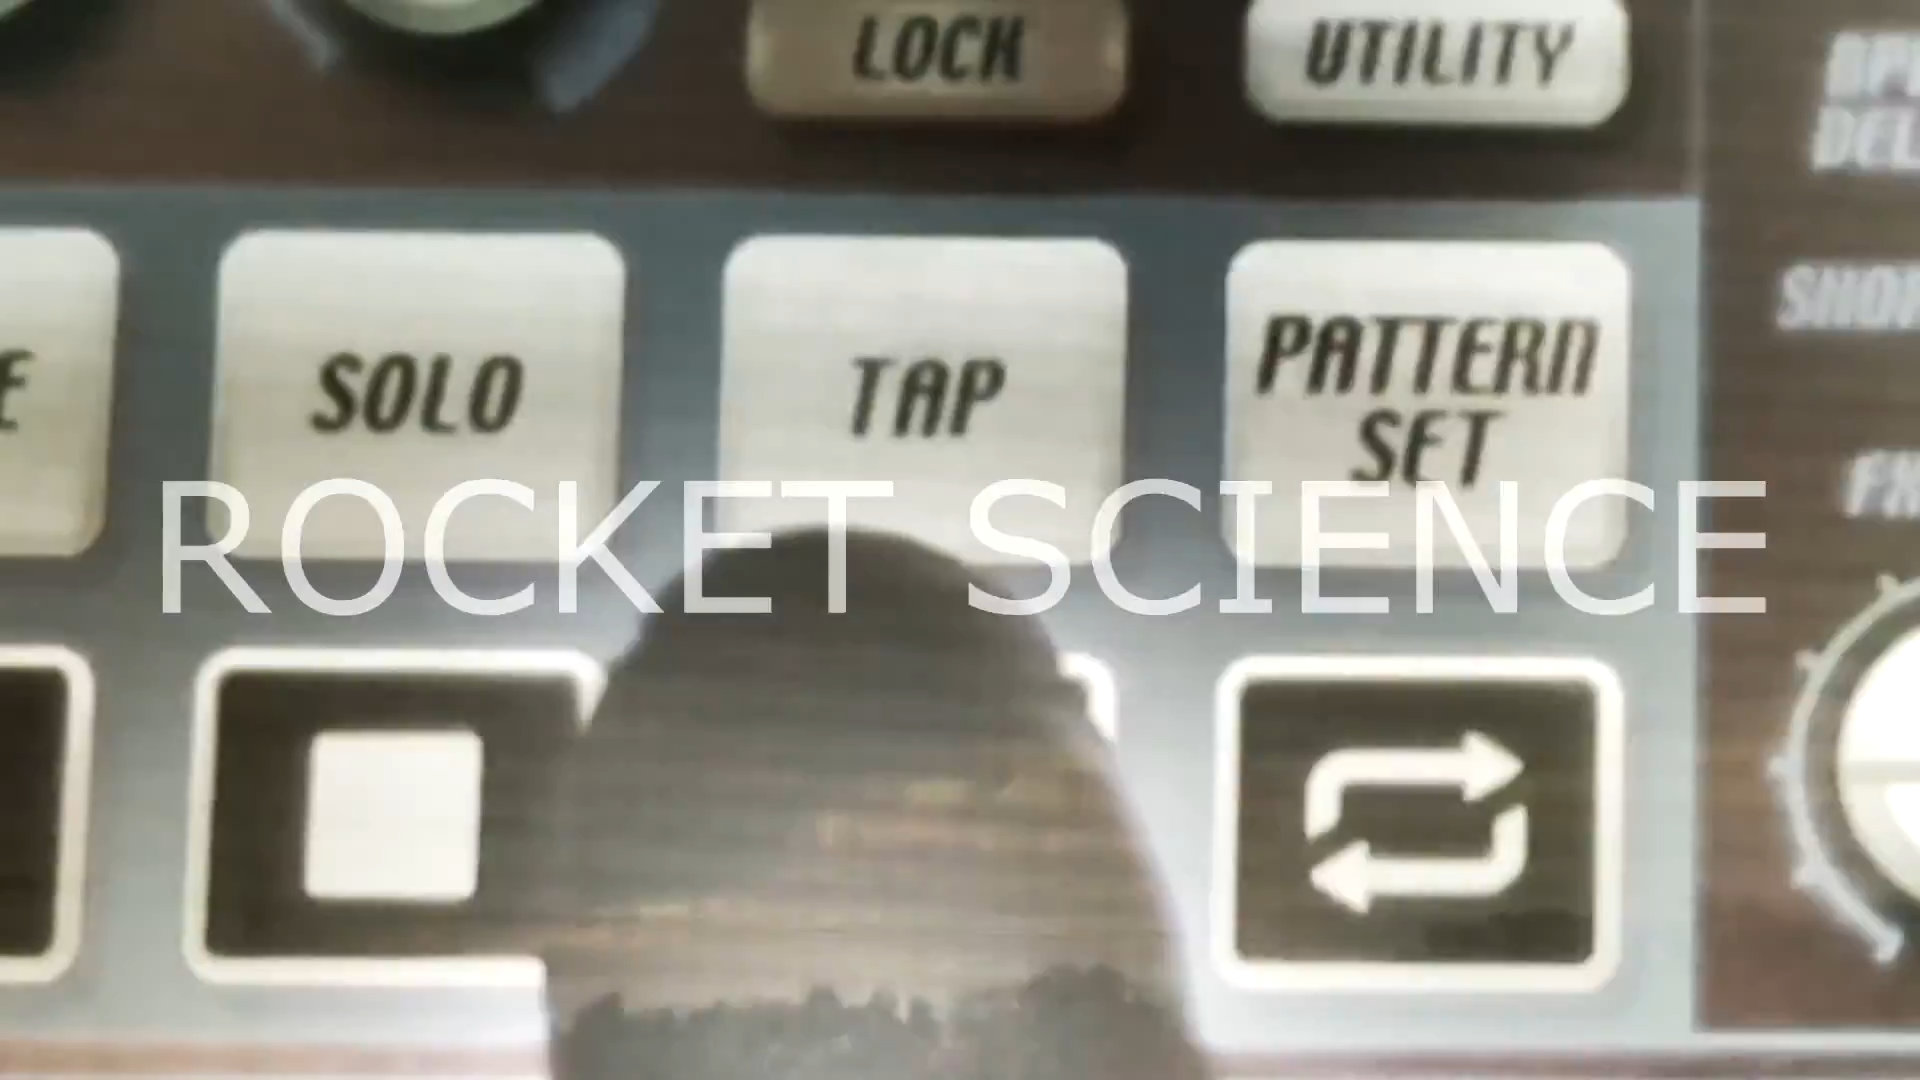 LOCK
UTILITY
SOLO
TAP
PATTERN
SET
ROCKET SCIENCE